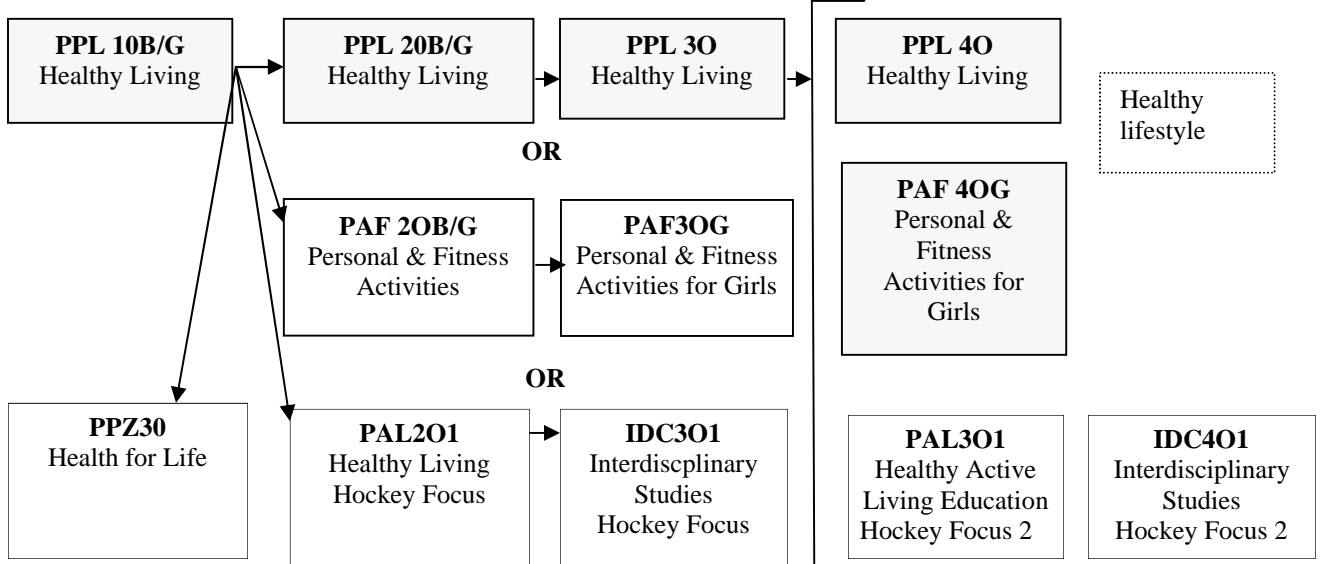 PPL 10B/G
Healthy Living
PPL 20B/G
Healthy Living
PPL 3O
Healthy Living
PPL 4O
Healthy Living
Healthy
lifestyle
OR
PAF 2OB/G
Personal & Fitness
Activities
PAF3OG
Personal & Fitness
Activities for Girls
PAF 4OG
Personal &
Fitness
Activities for
Girls
OR
PPZ30
Health for Life
PAL2O1
Healthy Living
Hockey Focus
IDC3O1
Interdiscplinary
Studies
Hockey Focus
PAL3O1
Healthy Active
Living Education
Hockey Focus 2
IDC4O1
Interdisciplinary
Studies
Hockey Focus 2